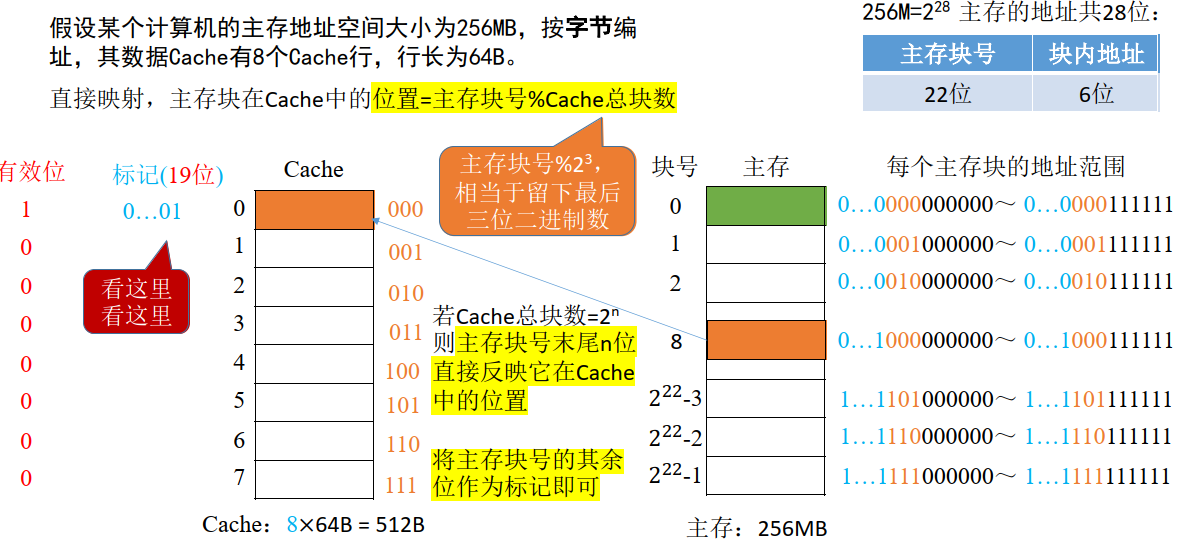 假设某个计算机的主存地址空间大小为256MB，按字节编
址，其数据Cache有8个Cache行，行长为64B。
直接映射，主存块在Cache中的位置=主存块号%Cache总块数
256M=2²⁸ 主存的地址共28位：
主存块号 块内地址
22位 6位
主存块号%2³，
相当于留下最后
三位二进制数
有效位 标记(19位) Cache
1 0…01 0 000
0 1 001
0 2 010
0 3 011
0 4 100
0 5 101
0 6 110
0 7 111
看这里
看这里
Cache：8×64B = 512B
若Cache总块数=2ⁿ
则主存块号末尾n位
直接反映它在Cache
中的位置
将主存块号的其余
位作为标记即可
块号 主存 每个主存块的地址范围
0 0…0000000000～ 0…0000111111
1 0…0001000000～ 0…0001111111
2 0…0010000000～ 0…0010111111
8 0…1000000000～ 0…1000111111
2²²-3 1…1101000000～ 1…1101111111
2²²-2 1…1110000000～ 1…1110111111
2²²-1 1…1111000000～ 1…1111111111
主存：256MB